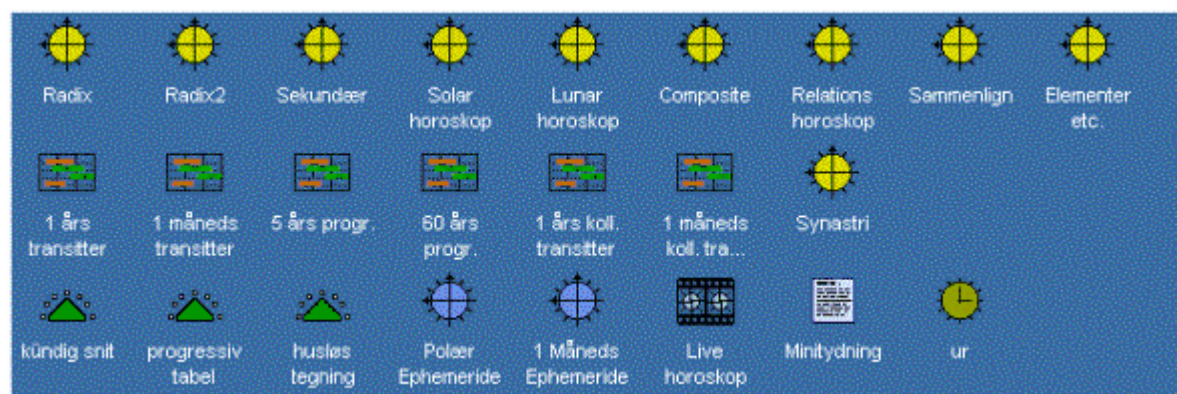 Radix Radix2 Sekundær Solar horoskop Lunar horoskop Composite Relations horoskop Sammenlign Elementer etc.
1 års transitter 1 måneds transitter 5 års progr. 60 års progr. 1 års koll. transitter 1 måneds koll. tra... Synastri
kündig snit progressiv tabel husløs tegning Polær Ephemeride 1 Måneds Ephemeride Live horoskop Minitydning ur